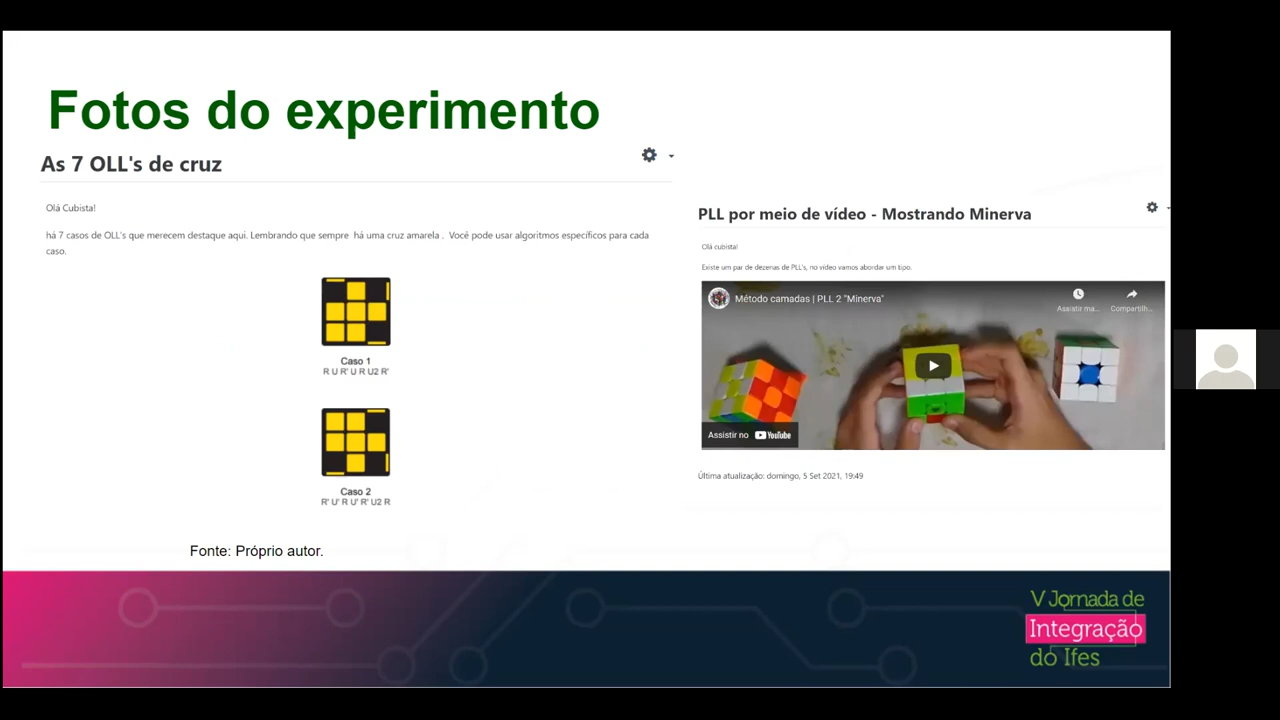 Fotos do experimento
As 7 OLL's de cruz
Olá Cubista!
há 7 casos de OLL's que merecem destaque aqui. Lembrando que sempre há uma cruz amarela . Você pode usar algoritmos específicos para cada
caso.
Caso 1
R U R' U R U2 R'
Caso 2
R' U' R U' R' U2 R
Fonte: Próprio autor.
PLL por meio de vídeo - Mostrando Minerva
Olá cubista!
Existe um par de dezenas de PLL's, no vídeo vamos abordar um tipo.
Método camadas | PLL 2 "Minerva"
Assistir ma...
Compartilh...
Assistir no YouTube
Última atualização: domingo, 5 Set 2021, 19:49
V Jornada de
Integração
do Ifes